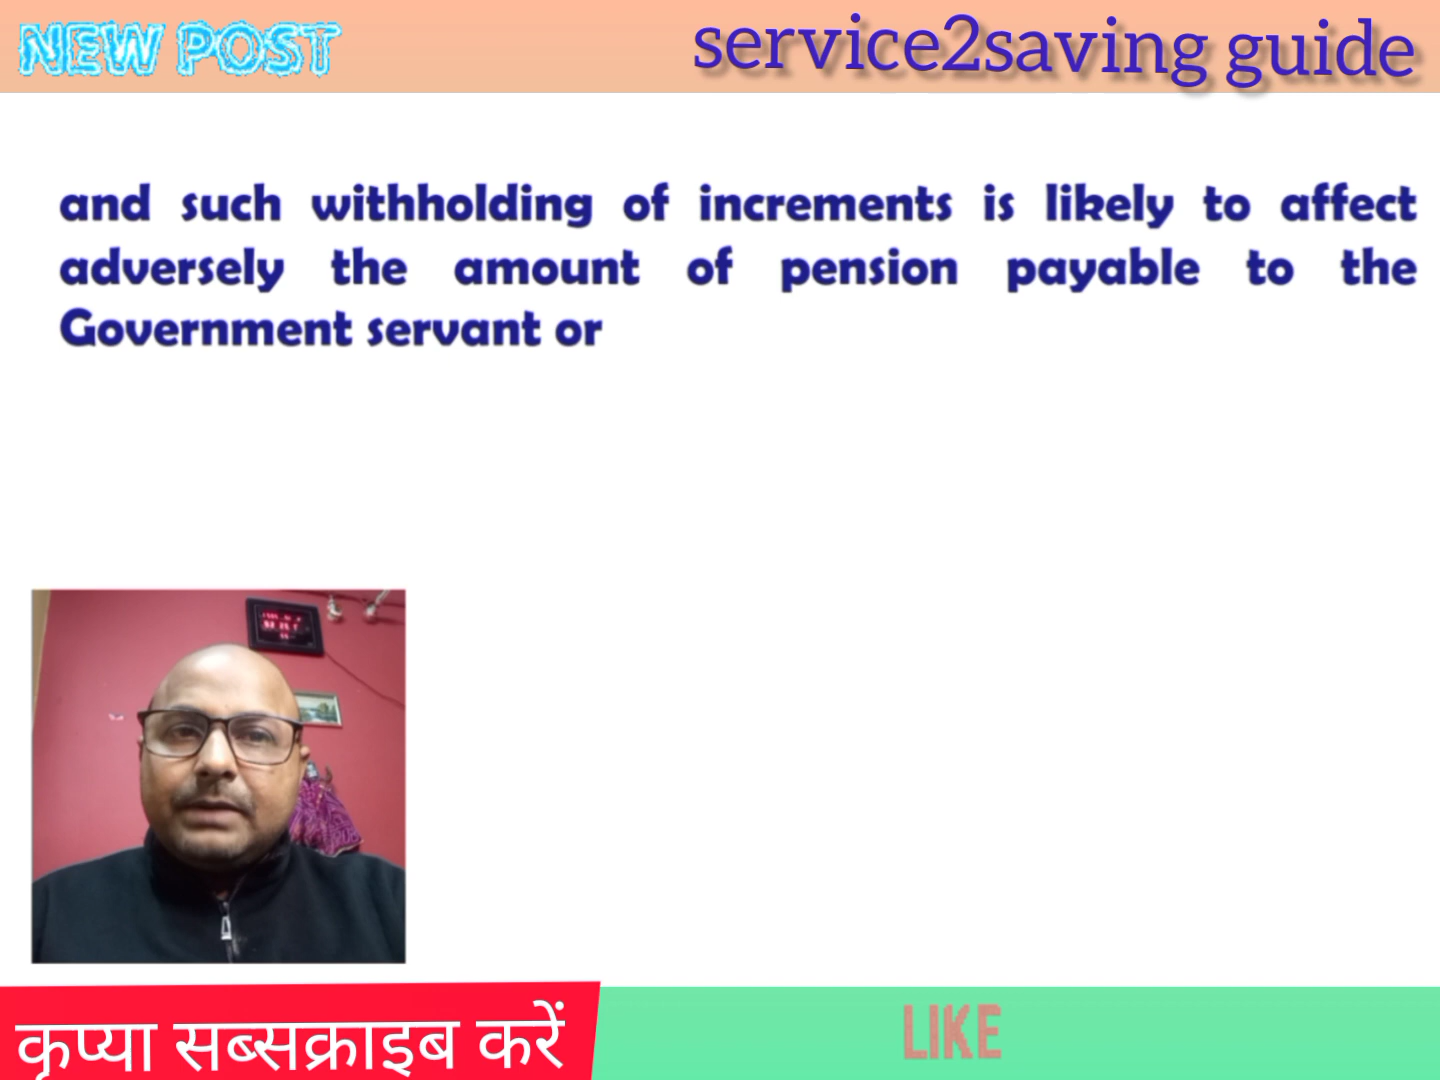 NEW POST
service2saving guide
and such withholding of increments is likely to affect
adversely the amount of pension payable to the
Government servant or
कृप्या सब्सक्राइब करें
LIKE